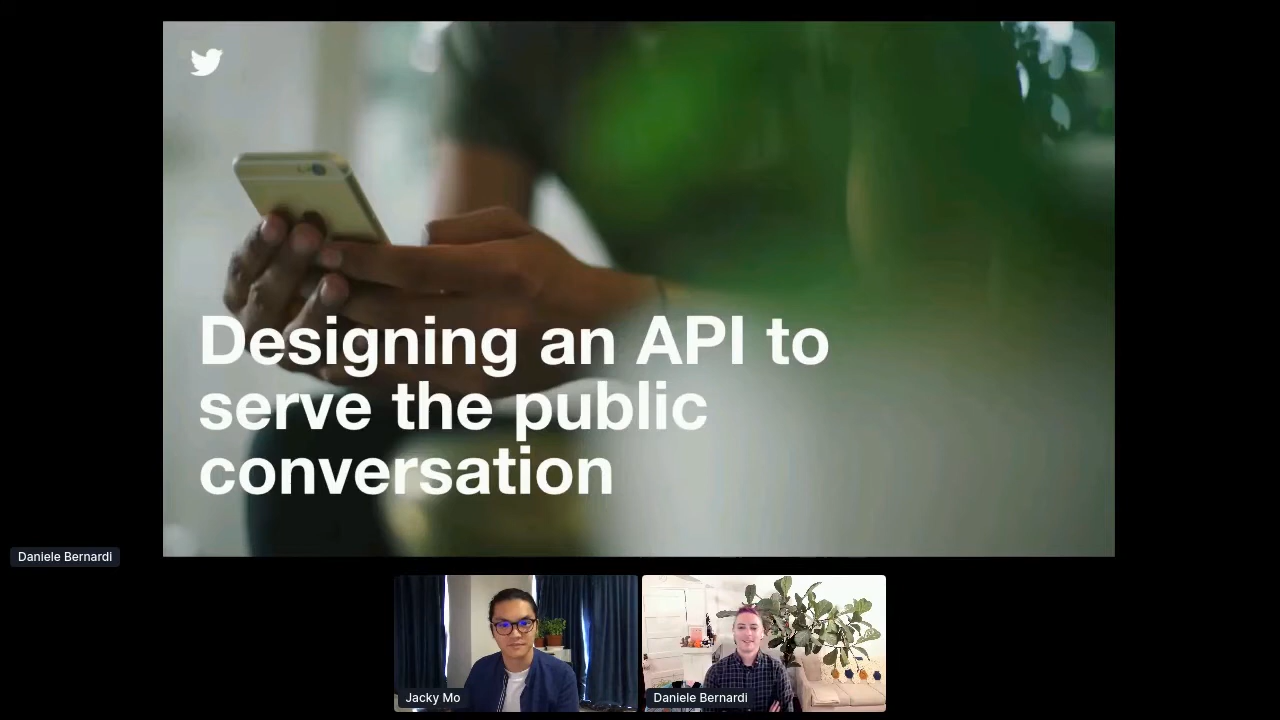 Designing an API to
serve the public
conversation
Daniele Bernardi
Jacky Mo
Daniele Bernardi